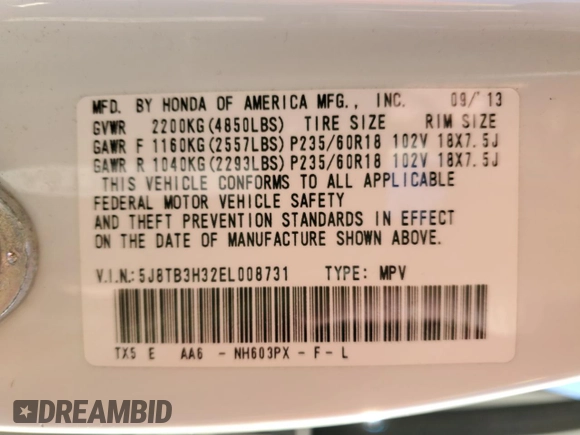 MFD. BY HONDA OF AMERICA MFG., INC. 09/'13
GVWR 2200KG(4850LBS) TIRE SIZE RIM SIZE
GAWR F 1160KG(2557LBS) P235/60R18 102V 18X7.5J
GAWR R 1040KG(2293LBS) P235/60R18 102V 18X7.5J
THIS VEHICLE CONFORMS TO ALL APPLICABLE
FEDERAL MOTOR VEHICLE SAFETY
AND THEFT PREVENTION STANDARDS IN EFFECT
ON THE DATE OF MANUFACTURE SHOWN ABOVE.
V.I.N.:5J8TB3H32EL008731 TYPE: MPV
TX5 E AA6 - NH603PX - F - L
DREAMBID